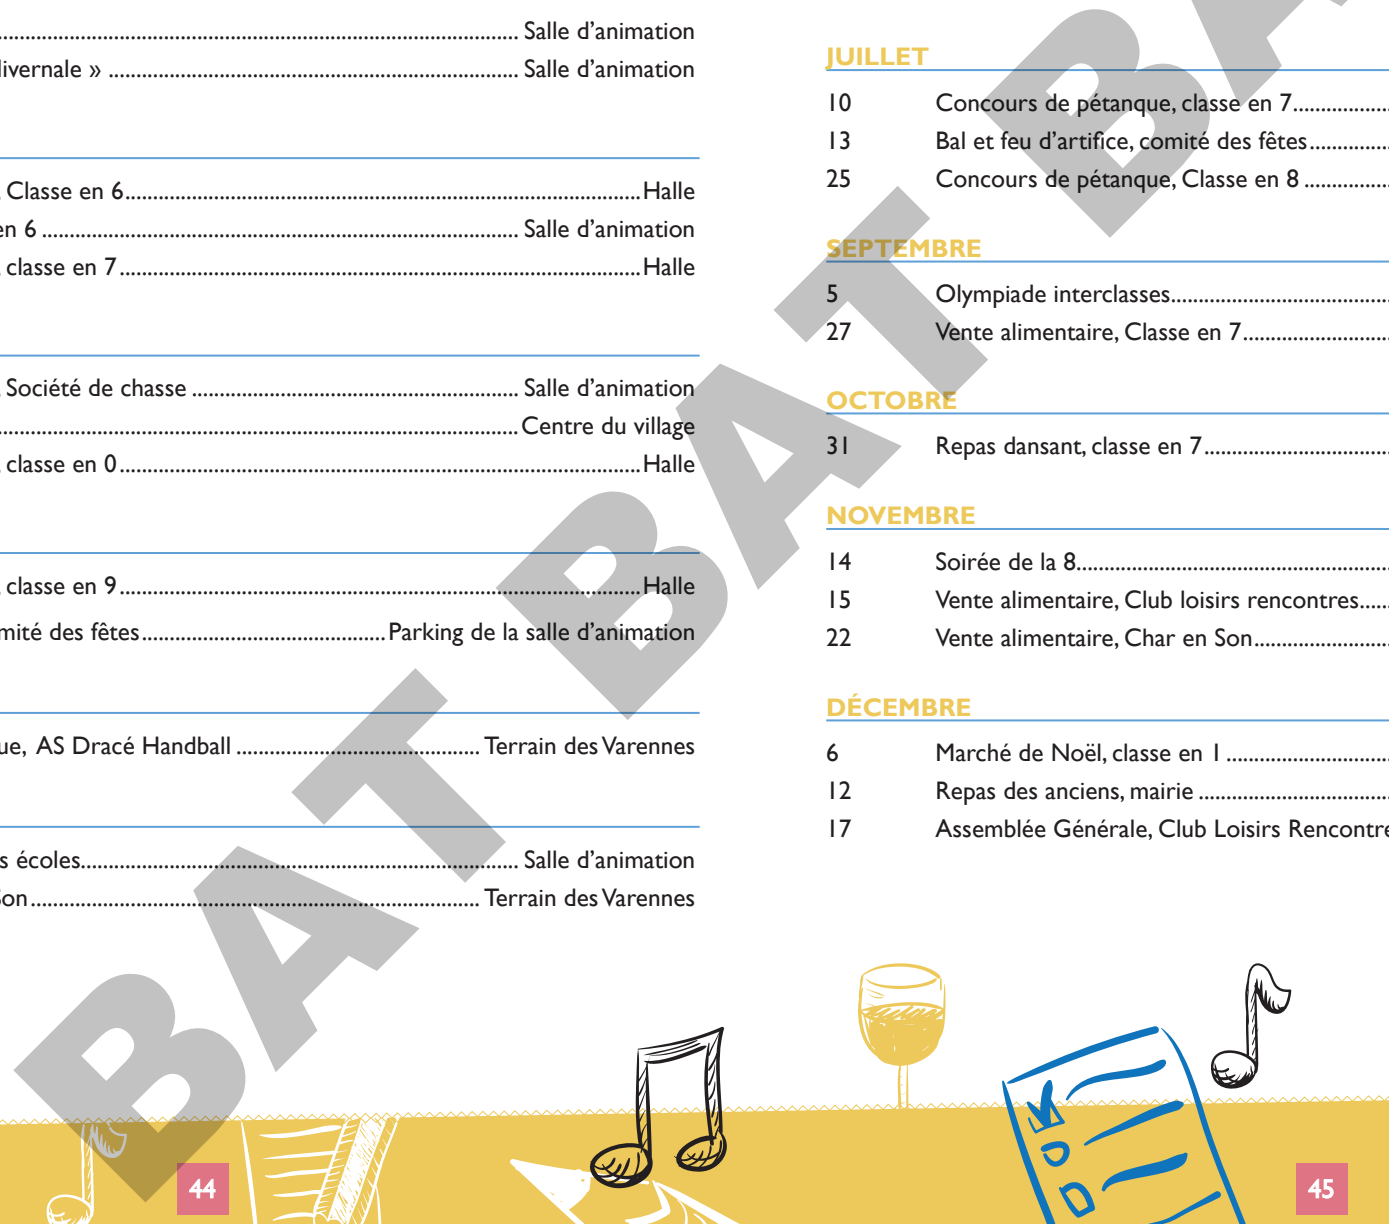 Salle d'animation
livernale » Salle d'animation
Classe en 6 Halle
en 6 Salle d'animation
classe en 7 Halle
Société de chasse Salle d'animation
Centre du village
classe en 0 Halle
classe en 9 Halle
mité des fêtes Parking de la salle d'animation
ue, AS Dracé Handball Terrain des Varennes
s écoles Salle d'animation
Son Terrain des Varennes
44
JUILLET
10 Concours de pétanque, classe en 7
13 Bal et feu d'artifice, comité des fêtes
25 Concours de pétanque, Classe en 8
SEPTEMBRE
5 Olympiade interclasses
27 Vente alimentaire, Classe en 7
OCTOBRE
31 Repas dansant, classe en 7
NOVEMBRE
14 Soirée de la 8
15 Vente alimentaire, Club loisirs rencontres
22 Vente alimentaire, Char en Son
DÉCEMBRE
6 Marché de Noël, classe en 1
12 Repas des anciens, mairie
17 Assemblée Générale, Club Loisirs Rencontre
45
BAT BAT BA